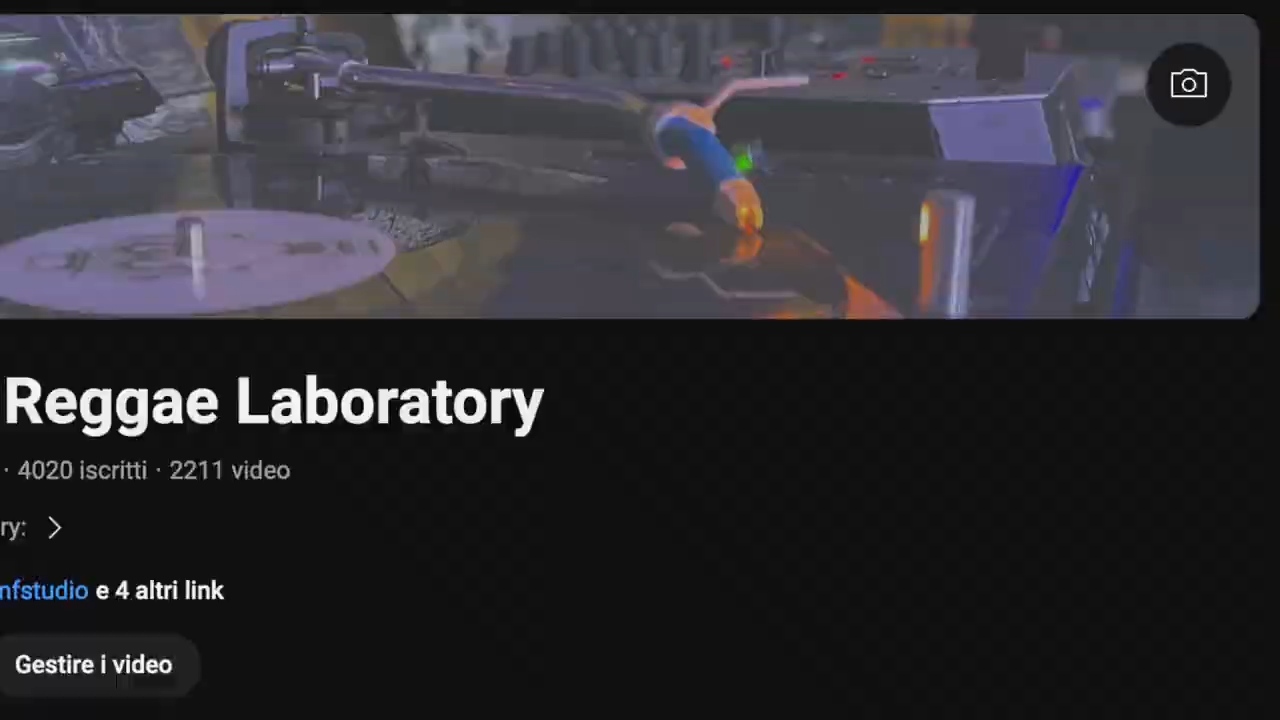 Reggae Laboratory
· 4020 iscritti · 2211 video
ry:
nfstudio e 4 altri link
Gestire i video